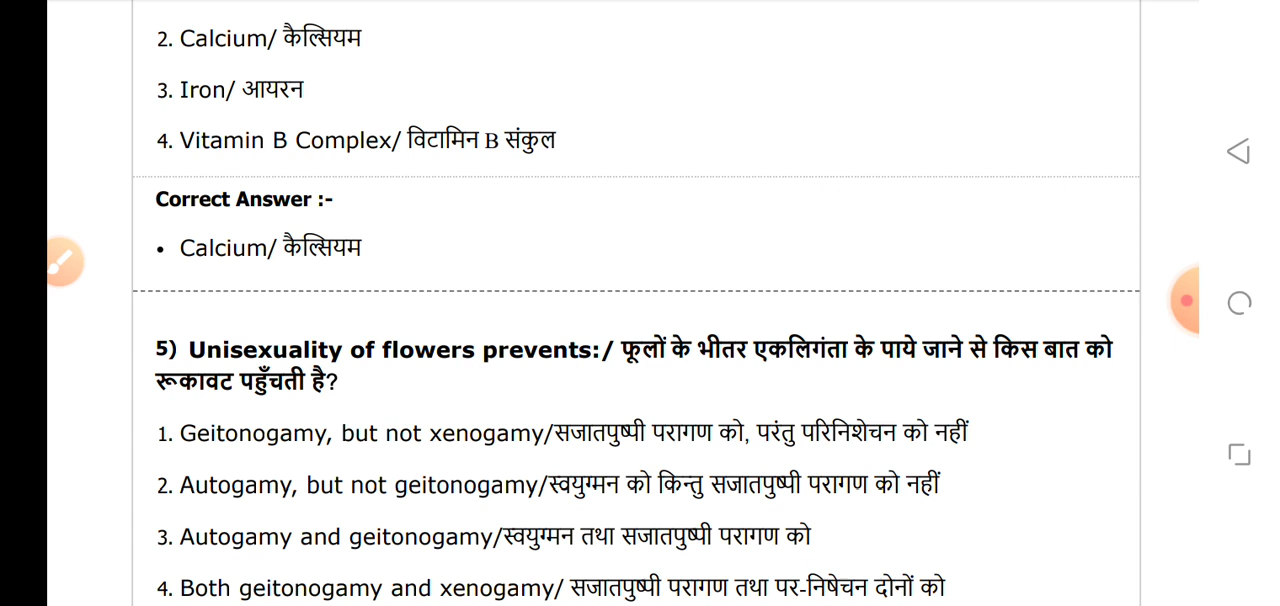 2. Calcium/ कैल्सियम
3. Iron/ आयरन
4. Vitamin B Complex/ विटामिन B संकुल
Correct Answer :-
• Calcium/ कैल्सियम
5) Unisexuality of flowers prevents:/ फूलों के भीतर एकलिगंता के पाये जाने से किस बात को
रूकावट पहुँचती है?
1. Geitonogamy, but not xenogamy/सजातपुष्पी परागण को, परंतु परिनिशेचन को नहीं
2. Autogamy, but not geitonogamy/स्वयुग्मन को किन्तु सजातपुष्पी परागण को नहीं
3. Autogamy and geitonogamy/स्वयुग्मन तथा सजातपुष्पी परागण को
4. Both geitonogamy and xenogamy/ सजातपुष्पी परागण तथा पर-निषेचन दोनों को